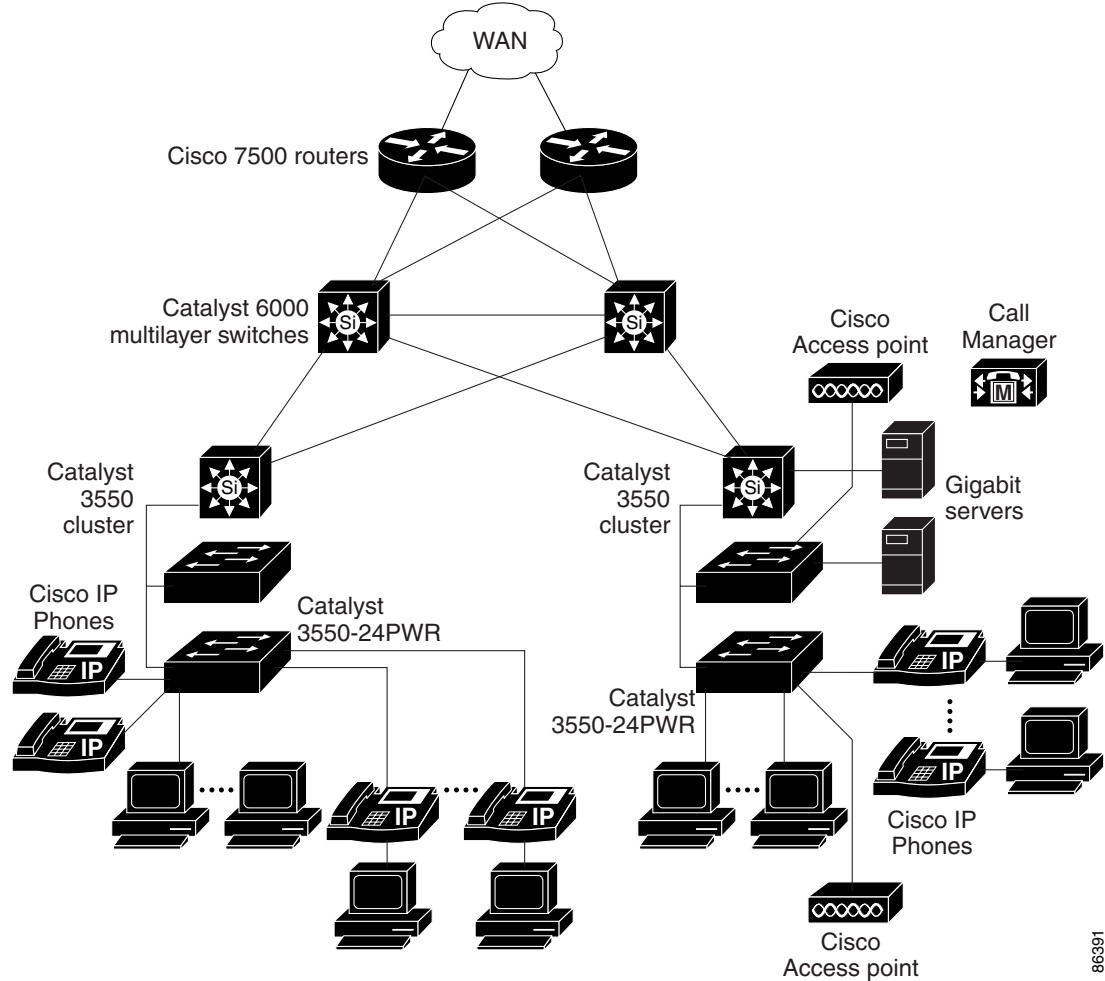 WAN
Cisco 7500 routers
Catalyst 6000
multilayer switches
Si
Si
Cisco
Access point
Call
Manager
M
Catalyst
3550
cluster
Si
Catalyst
3550
cluster
Si
Gigabit
servers
Cisco IP
Phones
IP
IP
Catalyst
3550-24PWR
IP
IP
Catalyst
3550-24PWR
IP
IP
Cisco IP
Phones
Cisco
Access point
86391